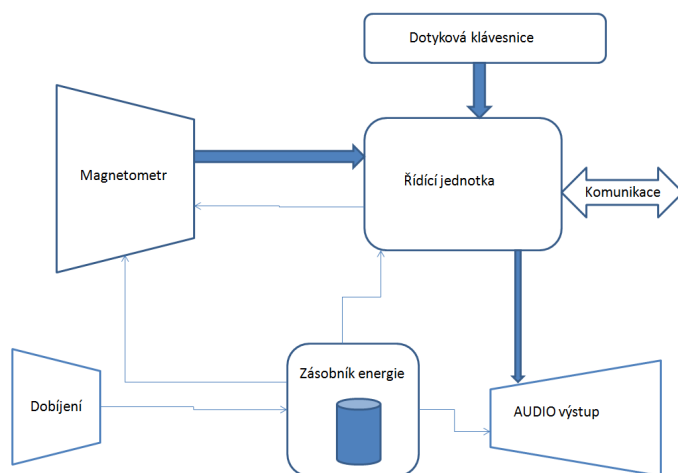 Dotyková klávesnice
Magnetometr
Řídící jednotka
Komunikace
Dobíjení
Zásobník energie
AUDIO výstup